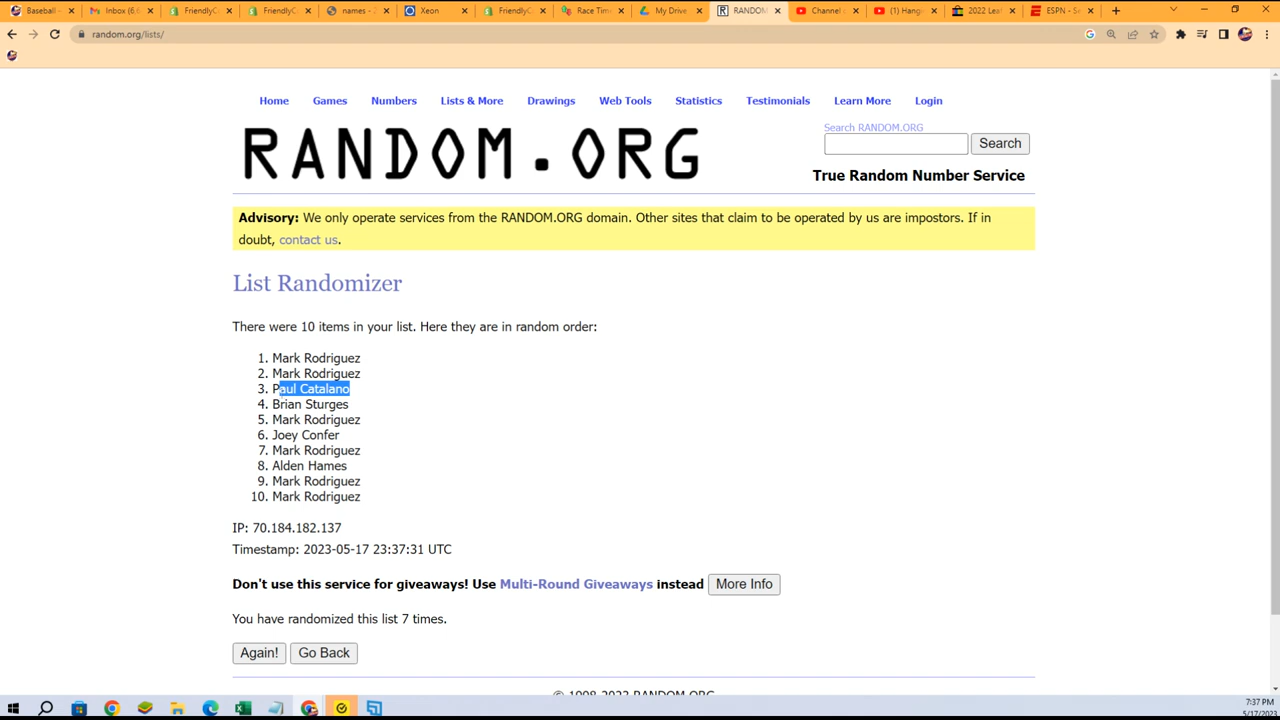 Baseball -
Inbox (6,
FriendlyC
FriendlyC
names - 2
Xeon
FriendlyC
Race Time
My Drive
RANDOM
Channel a
(1) Hang
2022 Leaf
ESPN - Se
random.org/lists/
Home Games Numbers Lists & More Drawings Web Tools Statistics Testimonials Learn More Login
RANDOM.ORG
Search RANDOM.ORG
Search
True Random Number Service
Advisory: We only operate services from the RANDOM.ORG domain. Other sites that claim to be operated by us are impostors. If in
doubt, contact us.
List Randomizer
There were 10 items in your list. Here they are in random order:
1. Mark Rodriguez
2. Mark Rodriguez
3. Paul Catalano
4. Brian Sturges
5. Mark Rodriguez
6. Joey Confer
7. Mark Rodriguez
8. Alden Hames
9. Mark Rodriguez
10. Mark Rodriguez
IP: 70.184.182.137
Timestamp: 2023-05-17 23:37:31 UTC
Don't use this service for giveaways! Use Multi-Round Giveaways instead More Info
You have randomized this list 7 times.
Again! Go Back
© 1998-2023 RANDOM.ORG
7:37 PM
5/17/2023